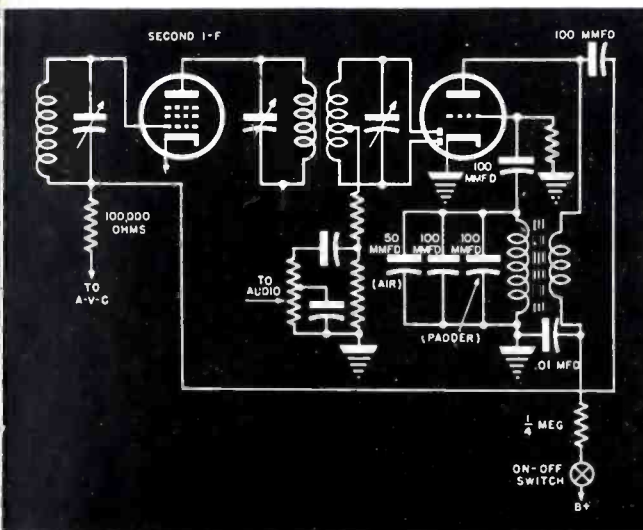 SECOND I-F
100 MMFD
100,000
OHMS
TO
A-V-C
100
MMFD
50
MMFD
(AIR)
100
MMFD
100
MMFD
(PADDER)
TO
AUDIO
.01 MFD
1/4 MEG
ON-OFF
SWITCH
B+